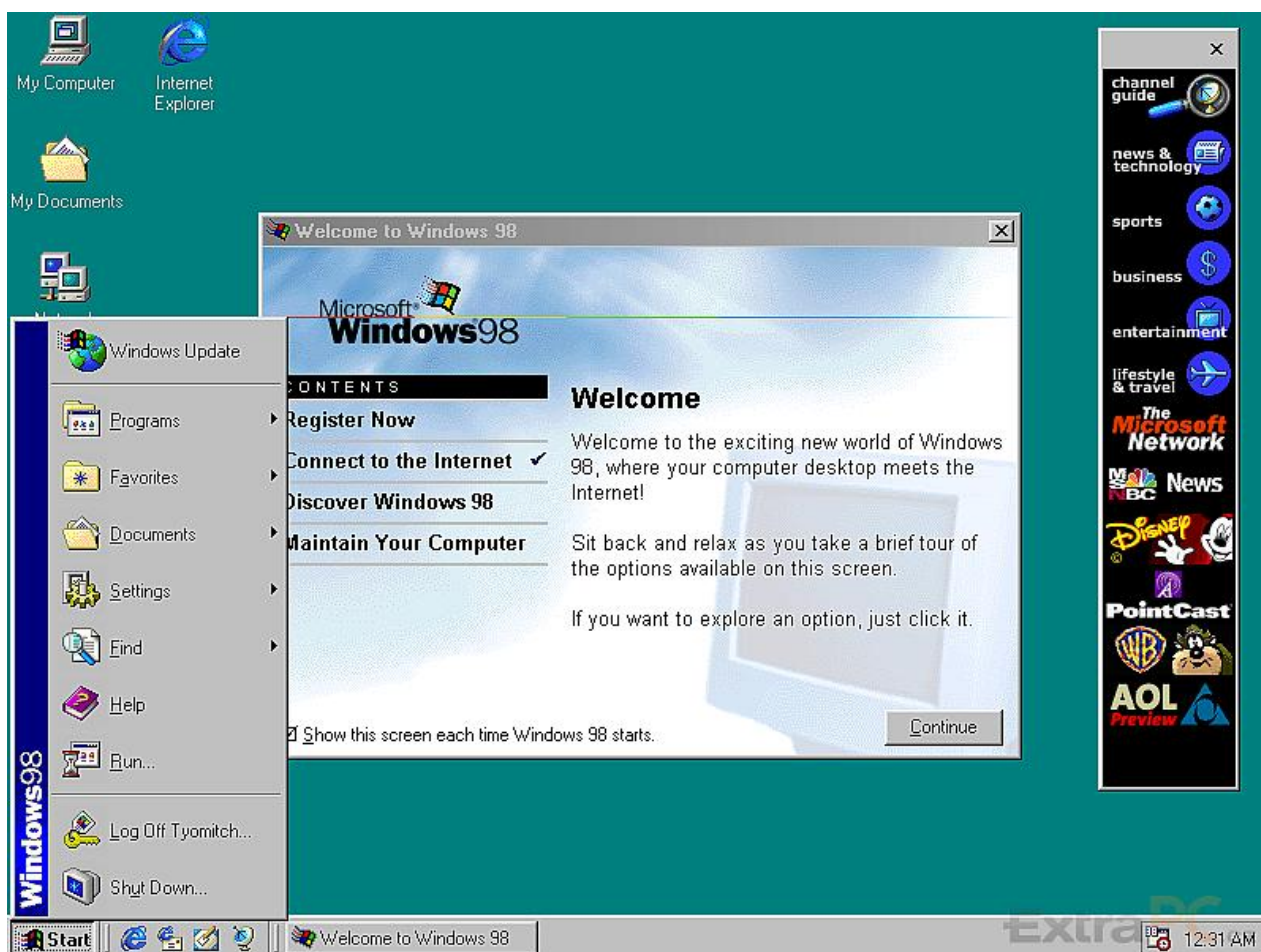 My Computer
Internet
Explorer
My Documents
Welcome to Windows 98
Microsoft®
Windows 98
CONTENTS
Register Now
Connect to the Internet
Discover Windows 98
Maintain Your Computer
Welcome
Welcome to the exciting new world of Windows
98, where your computer desktop meets the
Internet!
Sit back and relax as you take a brief tour of
the options available on this screen.
If you want to explore an option, just click it.
Show this screen each time Windows 98 starts.
Continue
Windows Update
Programs
Favorites
Documents
Settings
Find
Help
Run...
Log Off Tyomitch...
Shut Down...
Windows98
channel
guide
news &
technology
sports
business
entertainment
lifestyle
& travel
The
Microsoft
Network
MSNBC News
Disney
©
PointCast
WB
AOL
Preview
Start
Welcome to Windows 98
ExtraPC
12:31 AM